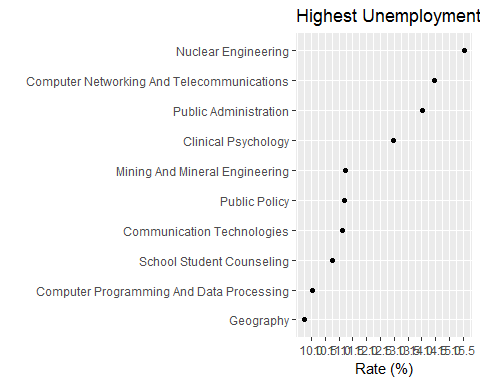 Highest Unemployment
Nuclear Engineering
Computer Networking And Telecommunications
Public Administration
Clinical Psychology
Mining And Mineral Engineering
Public Policy
Communication Technologies
School Student Counseling
Computer Programming And Data Processing
Geography
Rate (%)